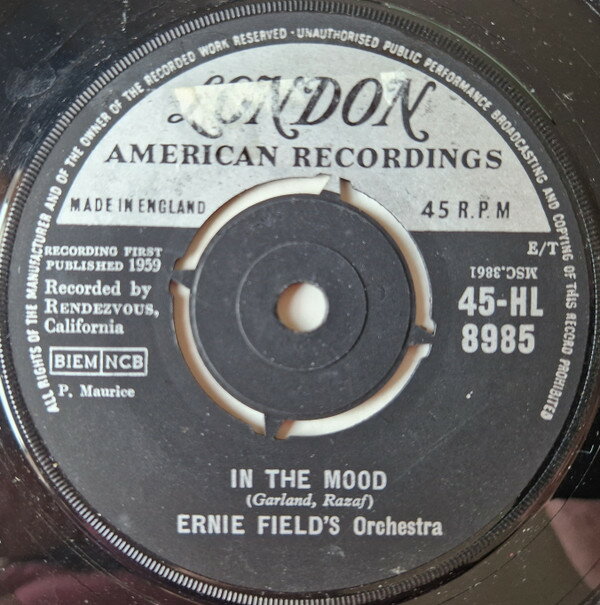 ALL RIGHTS OF THE MANUFACTURER AND OF THE OWNER OF THE RECORDED WORK RESERVED · UNAUTHORISED PUBLIC PERFORMANCE BROADCASTING AND COPYING OF THIS RECORD PROHIBITED
LONDON
AMERICAN RECORDINGS
MADE IN ENGLAND
45 R.P.M
RECORDING FIRST
PUBLISHED 1959
Recorded by
RENDEZVOUS,
California
BIEM NCB
P. Maurice
E/T
MSC.3861
45-HL
8985
IN THE MOOD
(Garland, Razaf)
ERNIE FIELD'S Orchestra